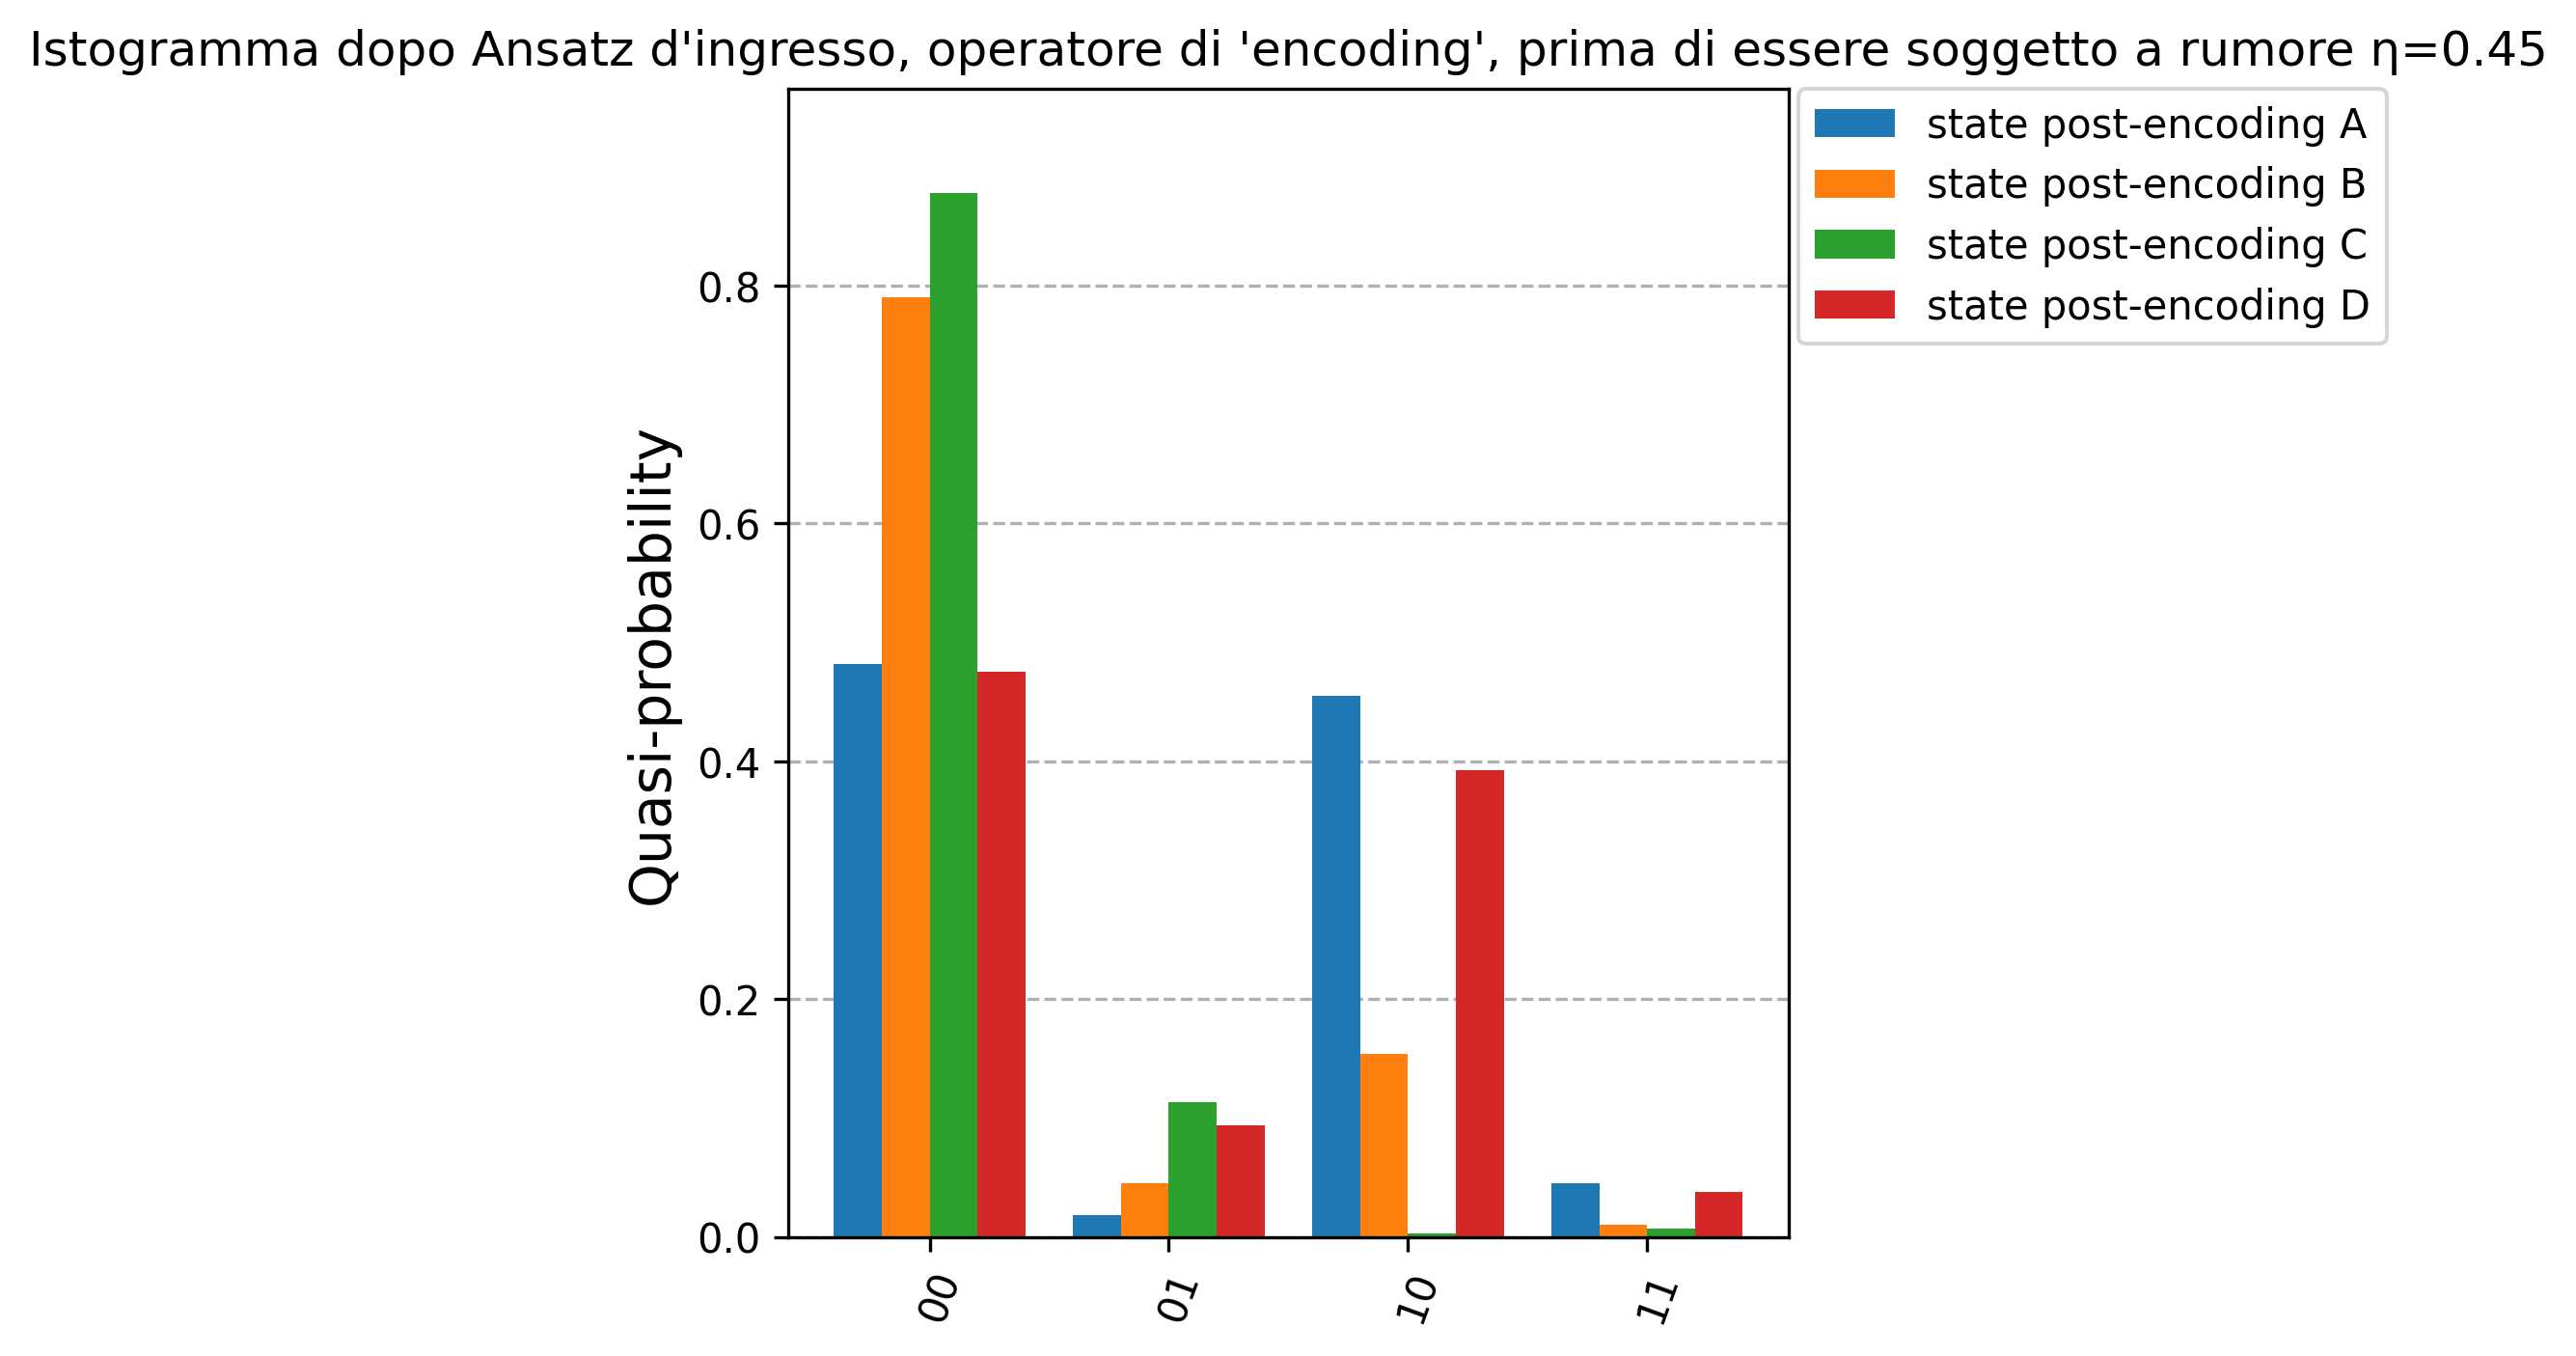 Istogramma dopo Ansatz d'ingresso, operatore di 'encoding', prima di essere soggetto a rumore η=0.45
state post-encoding A
state post-encoding B
state post-encoding C
state post-encoding D
Quasi-probability
0.8
0.6
0.4
0.2
0.0
00
01
10
11